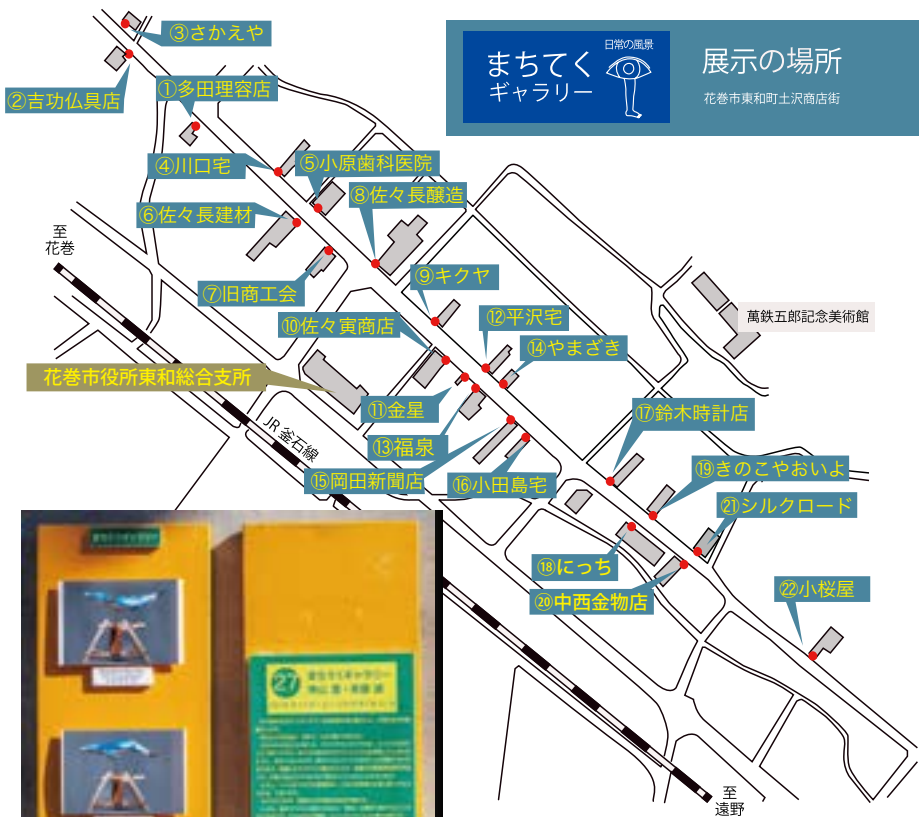 まちてく
ギャラリー
日常の風景
展示の場所
花巻市東和町土沢商店街
③さかえや
②吉功仏具店
①多田理容店
④川口宅
⑤小原歯科医院
⑧佐々長醸造
⑥佐々長建材
至
花巻
⑦旧商工会
⑨キクヤ
⑩佐々寅商店
⑫平沢宅
萬鉄五郎記念美術館
⑭やまざき
花巻市役所東和総合支所
⑪金星
⑰鈴木時計店
JR 釜石線
⑬福泉
⑮岡田新聞店
⑯小田島宅
⑲きのこやおいよ
㉑シルクロード
⑱にっち
⑳中西金物店
㉒小桜屋
27
至
遠野